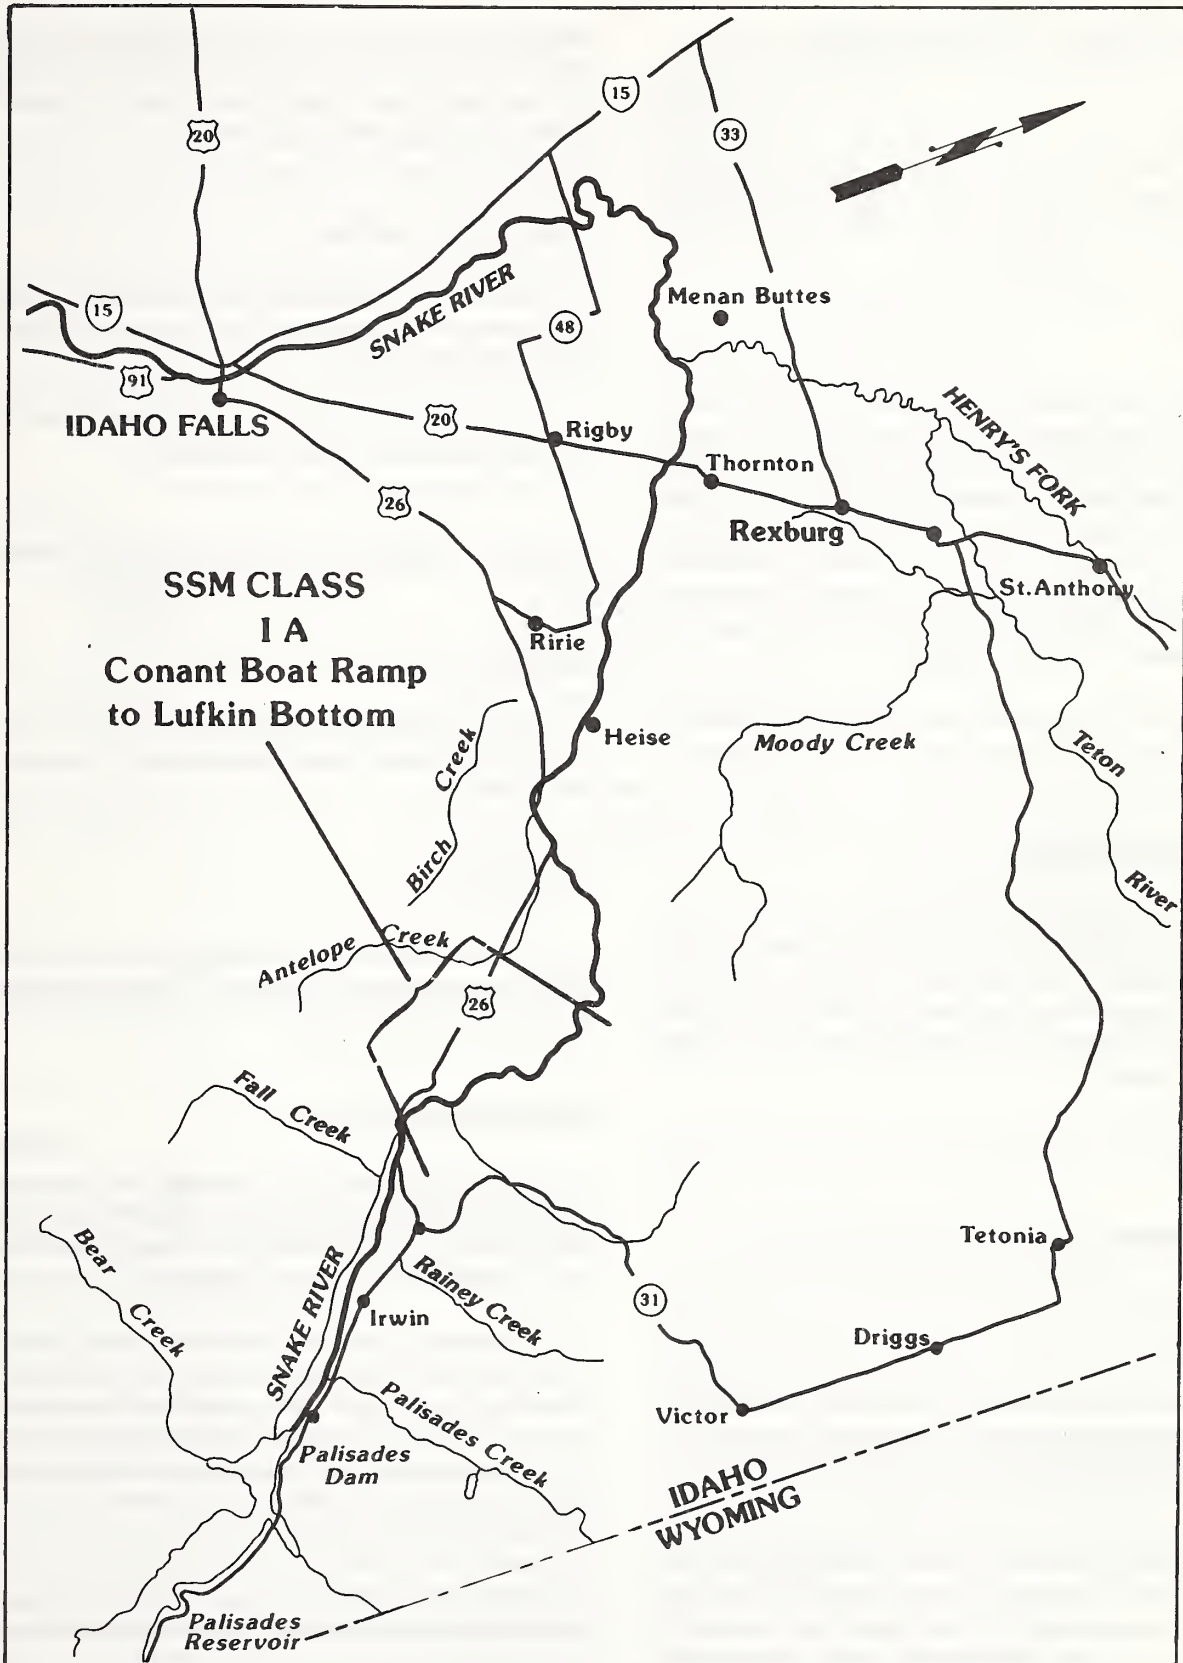 20
15
33
SNAKE RIVER
Menan Buttes
15
48
91
IDAHO FALLS
20
Rigby
HENRY'S FORK
Thornton
26
Rexburg
St. Anthony
SSM CLASS
I A
Conant Boat Ramp
to Lufkin Bottom
Ririe
Heise
Birch Creek
Moody Creek
Teton River
Antelope Creek
26
Fall Creek
Bear Creek
SNAKE RIVER
Rainey Creek
Irwin
31
Tetonia
Driggs
Victor
Palisades Creek
Palisades
Dam
IDAHO
WYOMING
Palisades
Reservoir